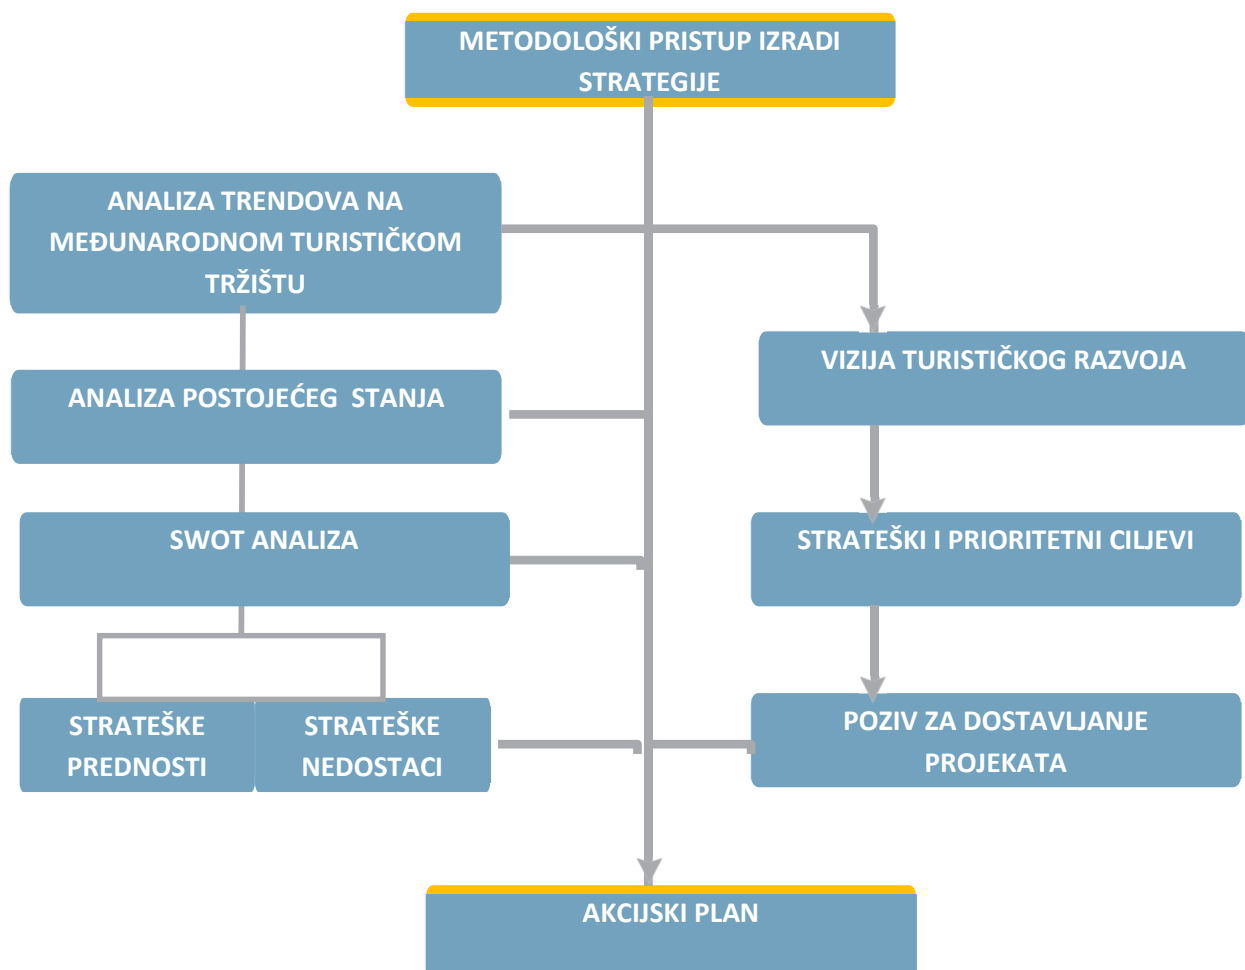 METODOLOŠKI PRISTUP IZRADI
STRATEGIJE
ANALIZA TRENDOVA NA
MEĐUNARODNOM TURISTIČKOM
TRŽIŠTU
ANALIZA POSTOJEĆEG STANJA
SWOT ANALIZA
STRATEŠKE
PREDNOSTI
STRATEŠKE
NEDOSTACI
VIZIJA TURISTIČKOG RAZVOJA
STRATEŠKI I PRIORITETNI CILJEVI
POZIV ZA DOSTAVLJANJE
PROJEKATA
AKCIJSKI PLAN